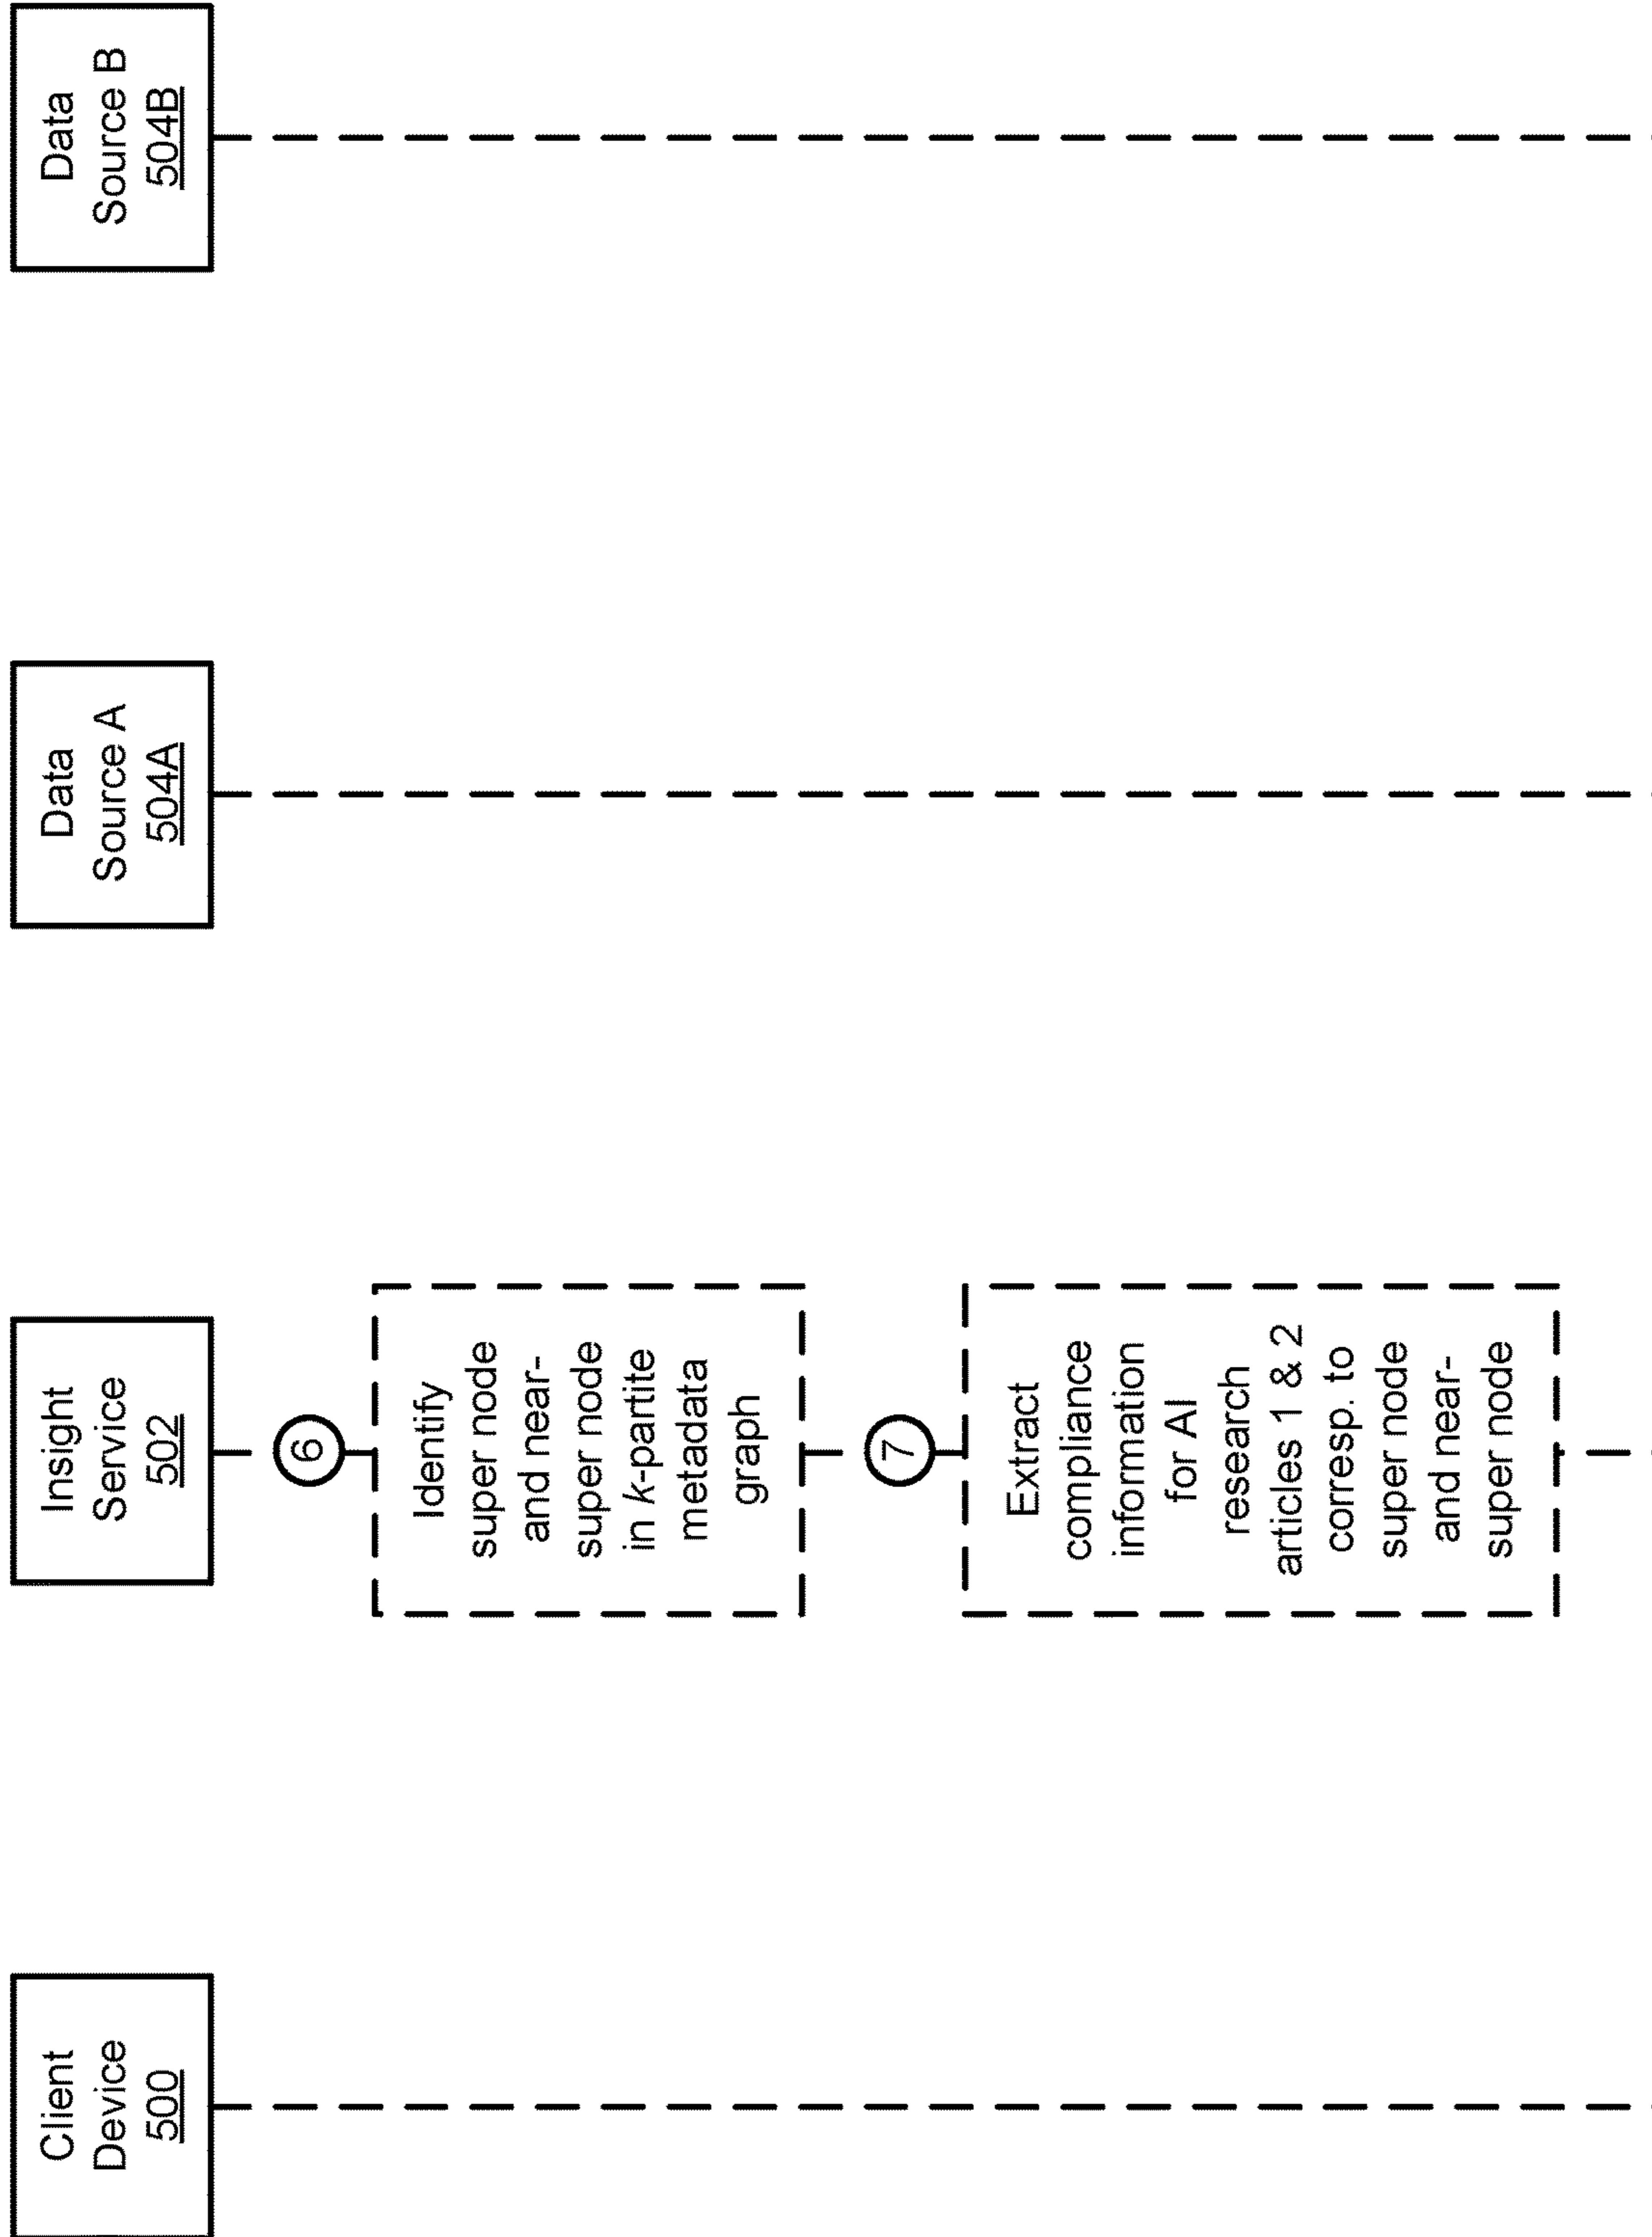 Client
Device
500
Insight
Service
502
Data
Source A
504A
Data
Source B
504B
6
Identify
super node
and near-
super node
in k-partite
metadata
graph
7
Extract
compliance
information
for AI
research
articles 1 & 2
corresp. to
super node
and near-
super node